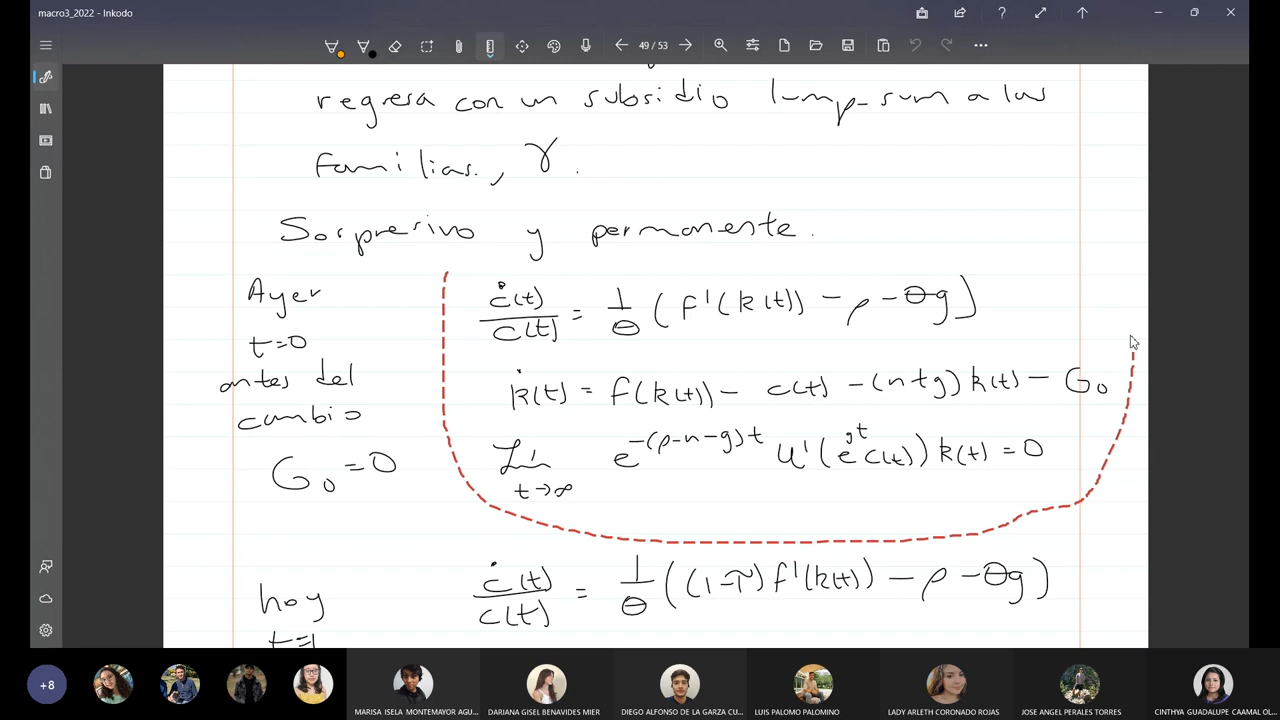 macro3_2022 - Inkodo
49 / 53
regresa con un subsidio lump-sum a las
familias, γ.
Sorpresivo y permanente.
Ayer
t=0
antes del
cambio
G₀ = 0
ċ(t)/c(t) = 1/θ (f'(k(t)) - ρ - θg)
k̇(t) = f(k(t)) - c(t) - (n+g) k(t) - G₀
Lim t→∞ e^{-(ρ-n-g)t} u'(e^{gt} c(t)) k(t) = 0
hoy
t=1
ċ(t)/c(t) = 1/θ ((1-τ) f'(k(t)) - ρ - θg)
+8
MARISA ISELA MONTEMAYOR AGU...
DARIANA GISEL BENAVIDES MIER
DIEGO ALFONSO DE LA GARZA CU...
LUIS PALOMO PALOMINO
LADY ARLETH CORONADO ROJAS
JOSE ANGEL PERALES TORRES
CINTHYA GUADALUPE CAAMAL OL...